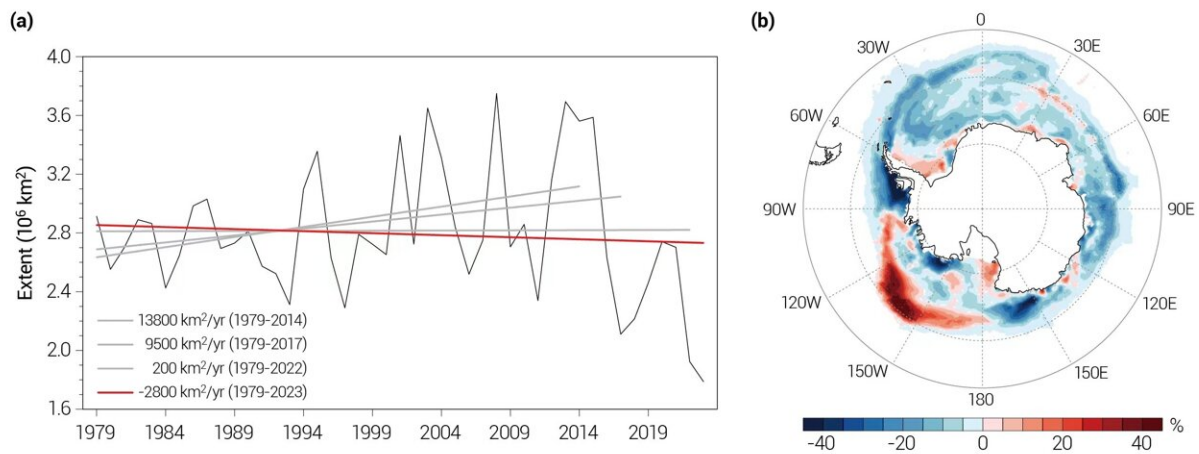 (a)
4.0
3.6
3.2
2.8
2.4
2.0
1.6
Extent (10⁶ km²)
13800 km²/yr (1979-2014)
9500 km²/yr (1979-2017)
200 km²/yr (1979-2022)
-2800 km²/yr (1979-2023)
1979 1984 1989 1994 1999 2004 2009 2014 2019
(b)
0
30W 30E
60W 60E
90W 90E
120W 120E
150W 150E
180
-40 -20 0 20 40 %